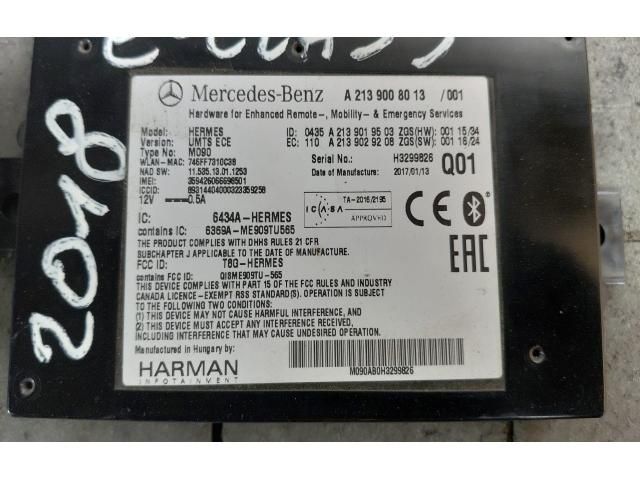 E-CLASS
2018
Mercedes-Benz A 213 900 80 13 /001
Hardware for Enhanced Remote-, Mobility- & Emergency Services
Model: HERMES ID: 0435 A 213 901 95 03 ZGS(HW): 001 15/34
Version: UMTS ECE EC: 110 A 213 902 92 08 ZGS(SW): 001 16/24
Type No: M090
WLAN-MAC: 746FF7310C38 Serial No.: H3299826
NAD SW: 11.535.13.01.1253 Date of Manufacture: 2017/01/13 Q01
IMEI: 359426066698501
ICCID: 89314404000323359258
12V 0.5A
ICASA TA-2016/2195 APPROVED
IC: 6434A-HERMES
contains IC: 6369A-ME909TU565
THE PRODUCT COMPLIES WITH DHHS RULES 21 CFR
SUBCHAPTER J APPLICABLE TO THE DATE OF MANUFACTURE.
FCC ID: T8G-HERMES
contains FCC ID: QISME909TU-565
THIS DEVICE COMPLIES WITH PART 15 OF THE FCC RULES AND INDUSTRY
CANADA LICENCE-EXEMPT RSS STANDARD(S). OPERATION IS SUBJECT
TO THE FOLLOWING TWO CONDITIONS:
(1) THIS DEVICE MAY NOT CAUSE HARMFUL INTERFERENCE, AND
(2) THIS DEVICE MUST ACCEPT ANY INTERFERENCE RECEIVED,
INCLUDING INTERFERENCE THAT MAY CAUSE UNDESIRED OPERATION.
CE
EAC
Manufactured in Hungary by:
HARMAN
INFOTAINMENT
M090AB0H3299826